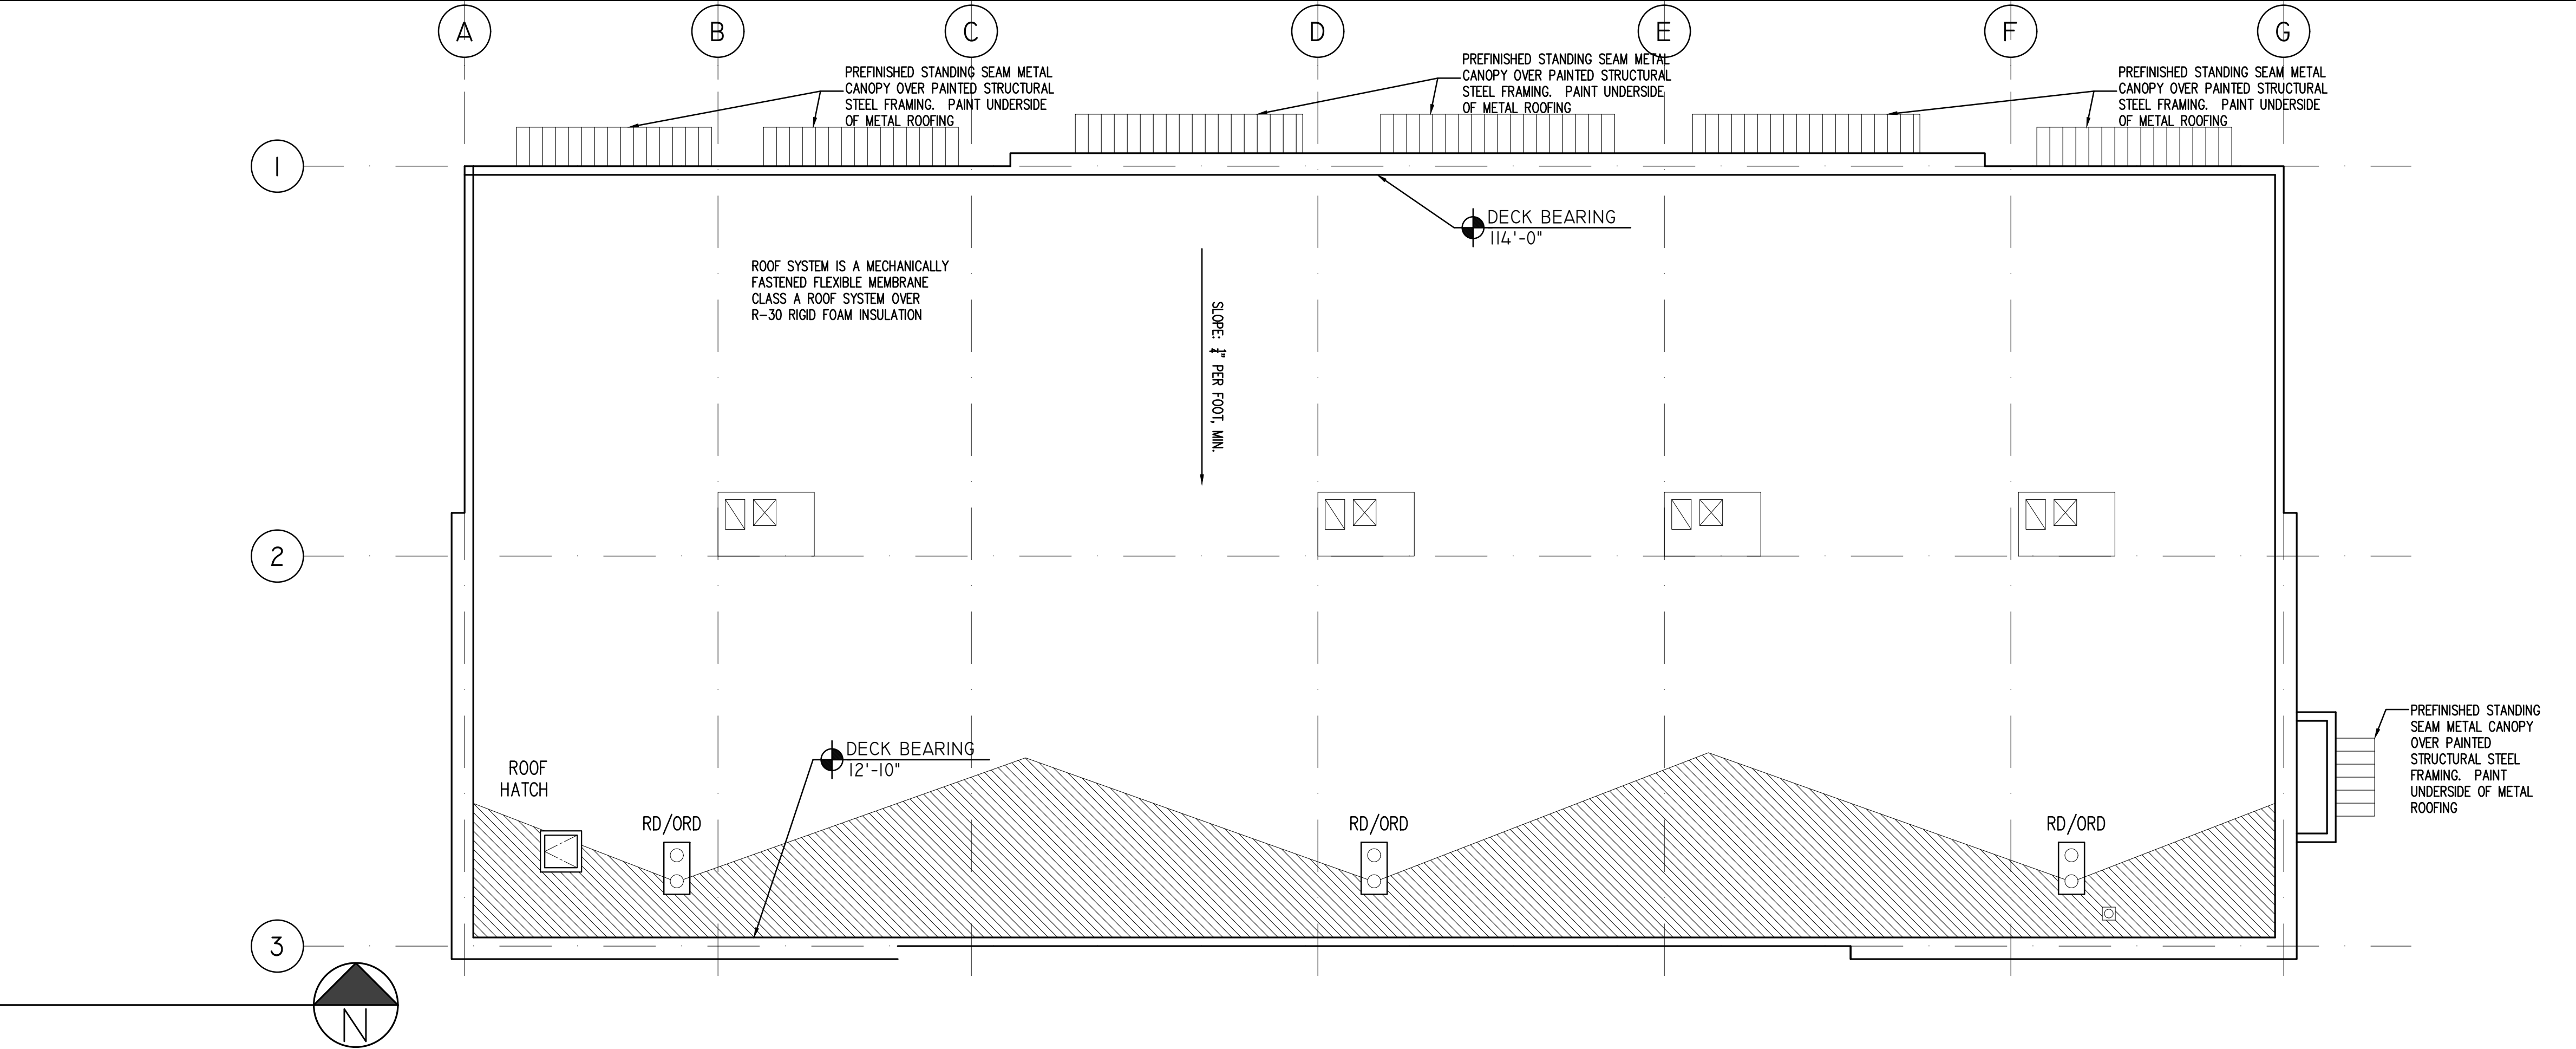 A
B
C
D
E
F
G
PREFINISHED STANDING SEAM METAL
CANOPY OVER PAINTED STRUCTURAL
STEEL FRAMING. PAINT UNDERSIDE
OF METAL ROOFING
PREFINISHED STANDING SEAM METAL
CANOPY OVER PAINTED STRUCTURAL
STEEL FRAMING. PAINT UNDERSIDE
OF METAL ROOFING
PREFINISHED STANDING SEAM METAL
CANOPY OVER PAINTED STRUCTURAL
STEEL FRAMING. PAINT UNDERSIDE
OF METAL ROOFING
1
DECK BEARING
114'-0"
ROOF SYSTEM IS A MECHANICALLY
FASTENED FLEXIBLE MEMBRANE
CLASS A ROOF SYSTEM OVER
R-30 RIGID FOAM INSULATION
SLOPE: ¼" PER FOOT, MIN.
2
DECK BEARING
12'-10"
ROOF
HATCH
RD/ORD
RD/ORD
RD/ORD
PREFINISHED STANDING
SEAM METAL CANOPY
OVER PAINTED
STRUCTURAL STEEL
FRAMING. PAINT
UNDERSIDE OF METAL
ROOFING
3
N